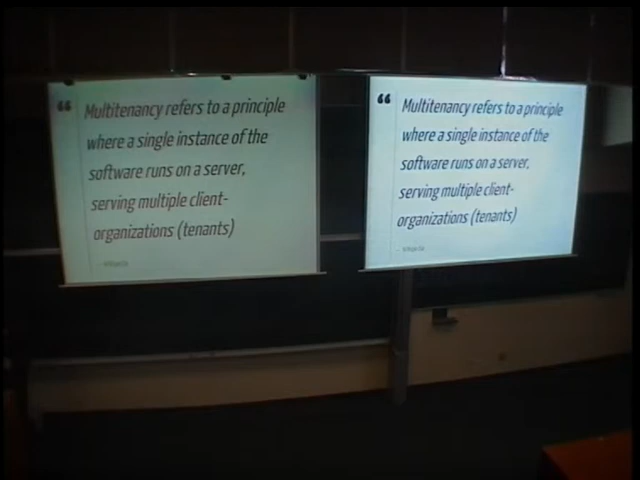 “ Multitenancy refers to a principle
where a single instance of the
software runs on a server,
serving multiple client-
organizations (tenants)
“ Multitenancy refers to a principle
where a single instance of the
software runs on a server,
serving multiple client-
organizations (tenants)